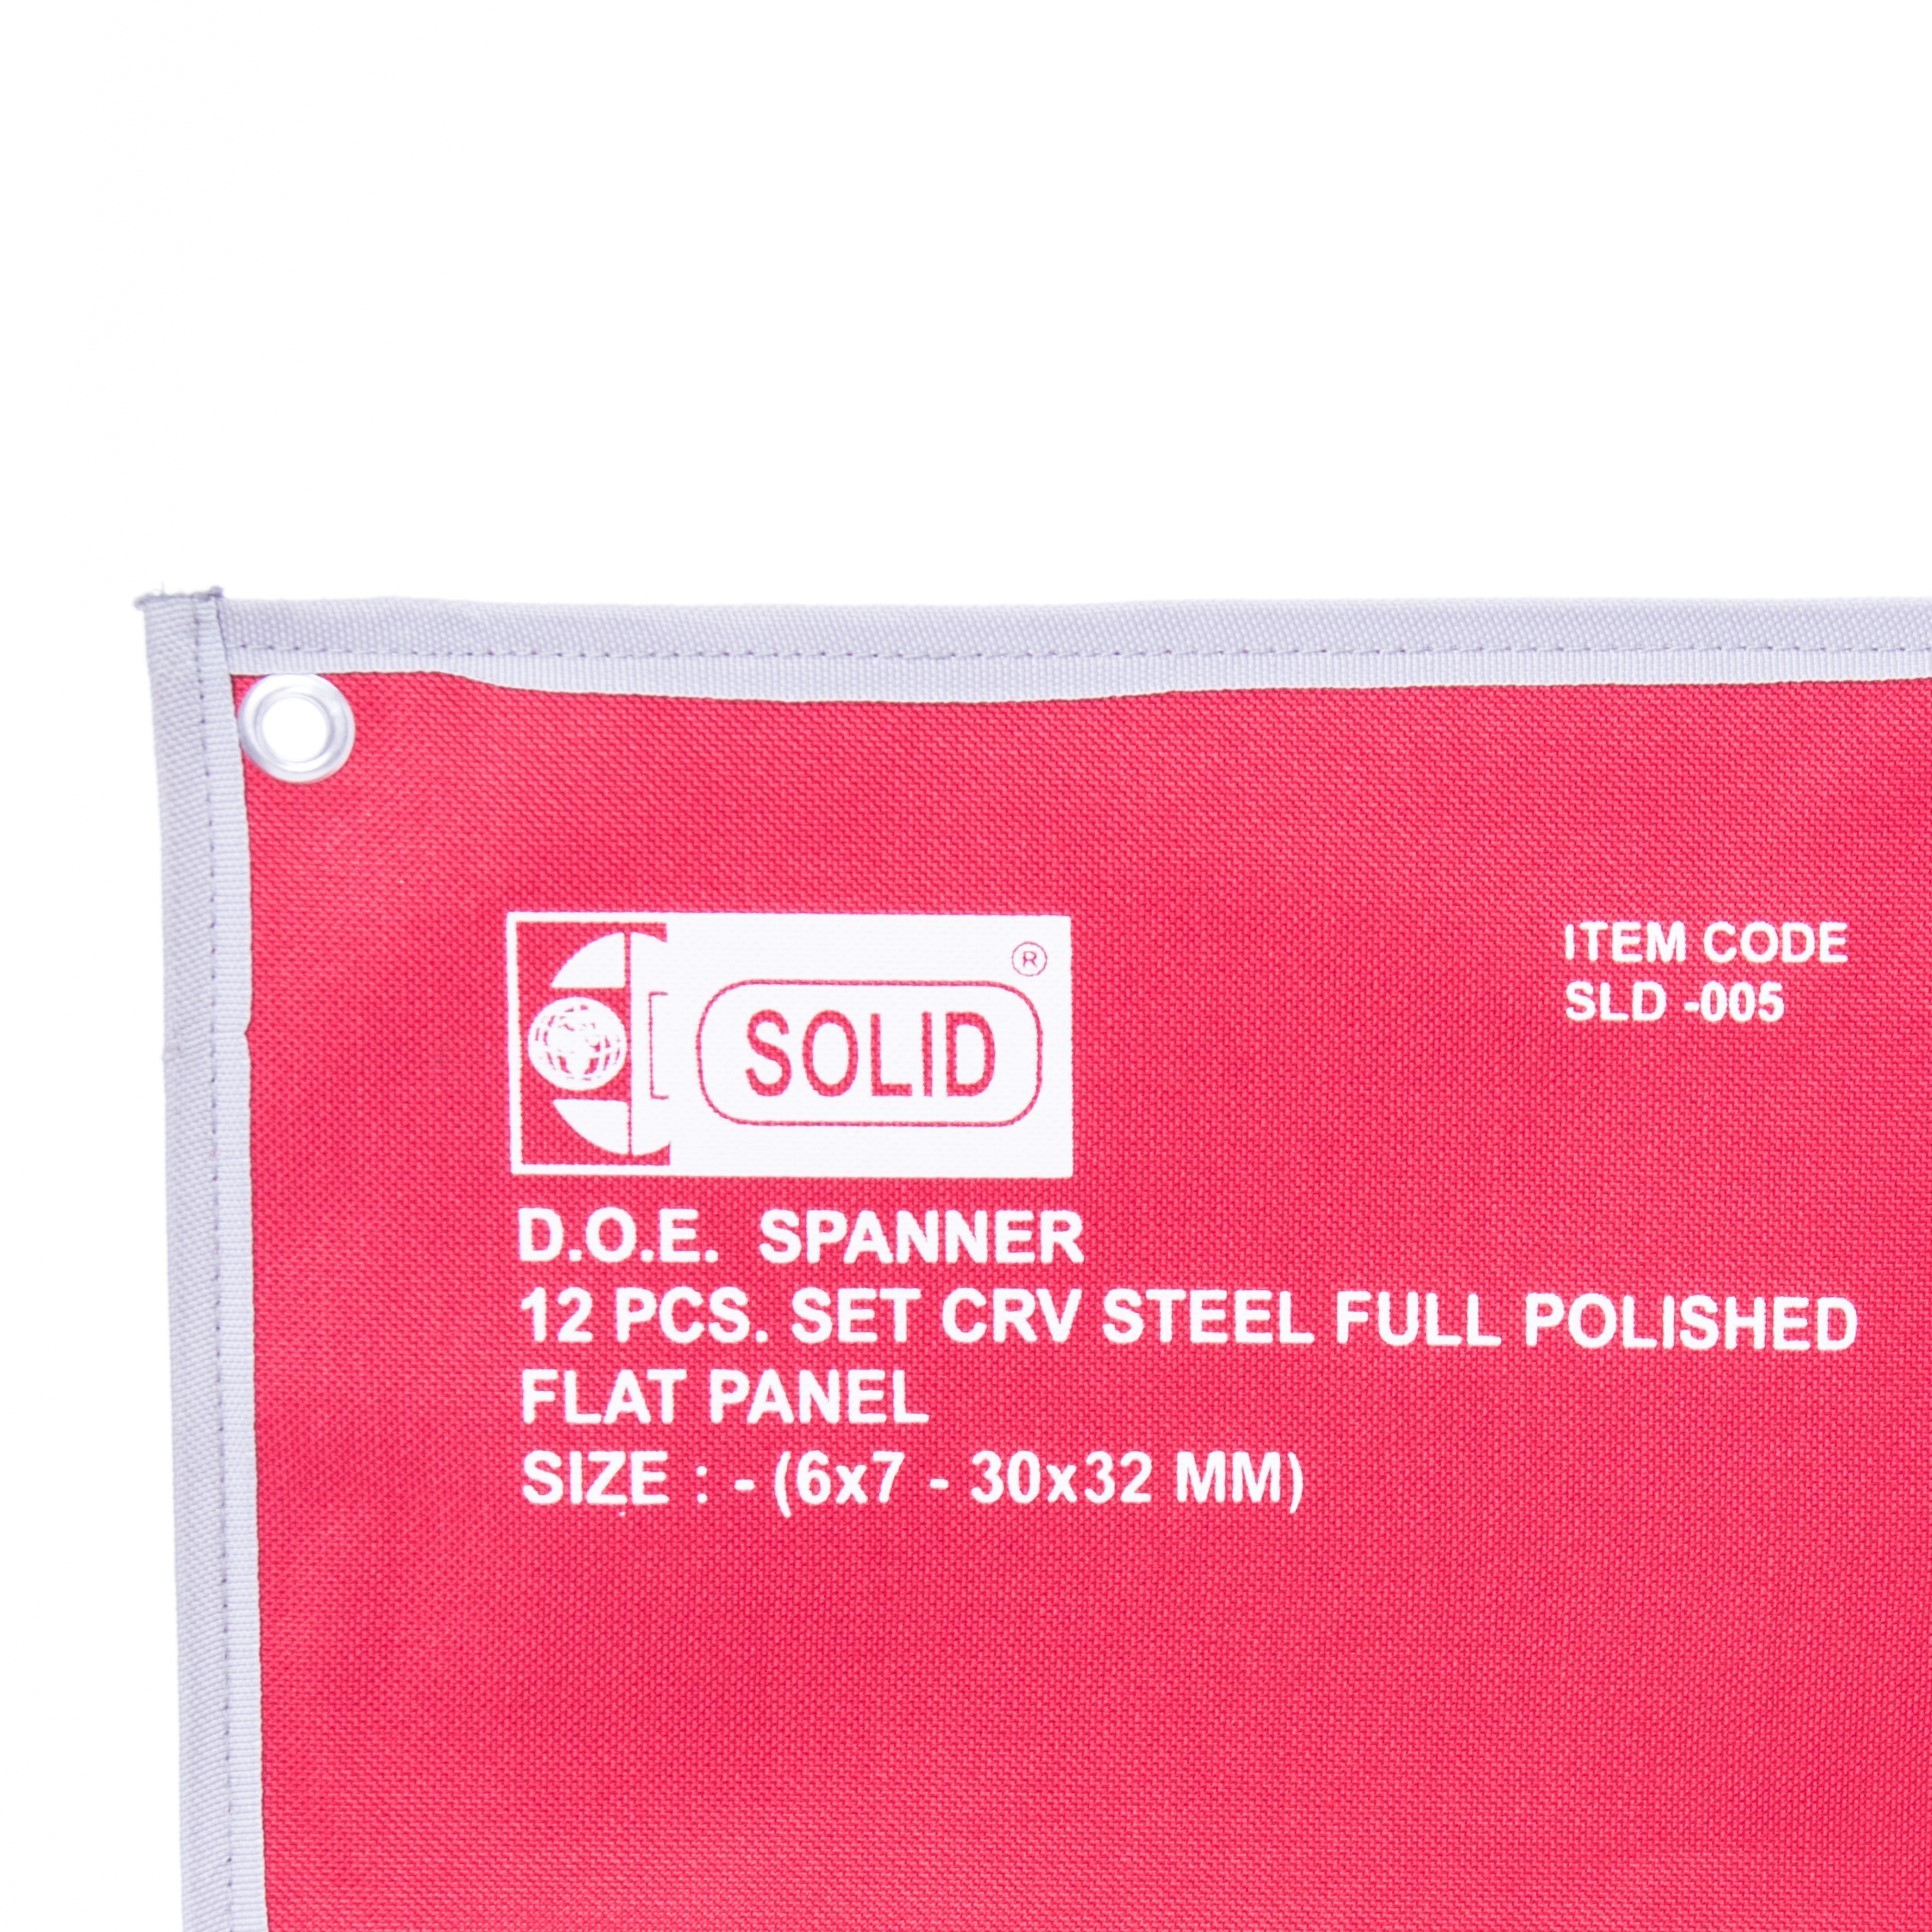 SOLID ®
ITEM CODE
SLD -005
D.O.E. SPANNER
12 PCS. SET CRV STEEL FULL POLISHED
FLAT PANEL
SIZE : - (6x7 - 30x32 MM)